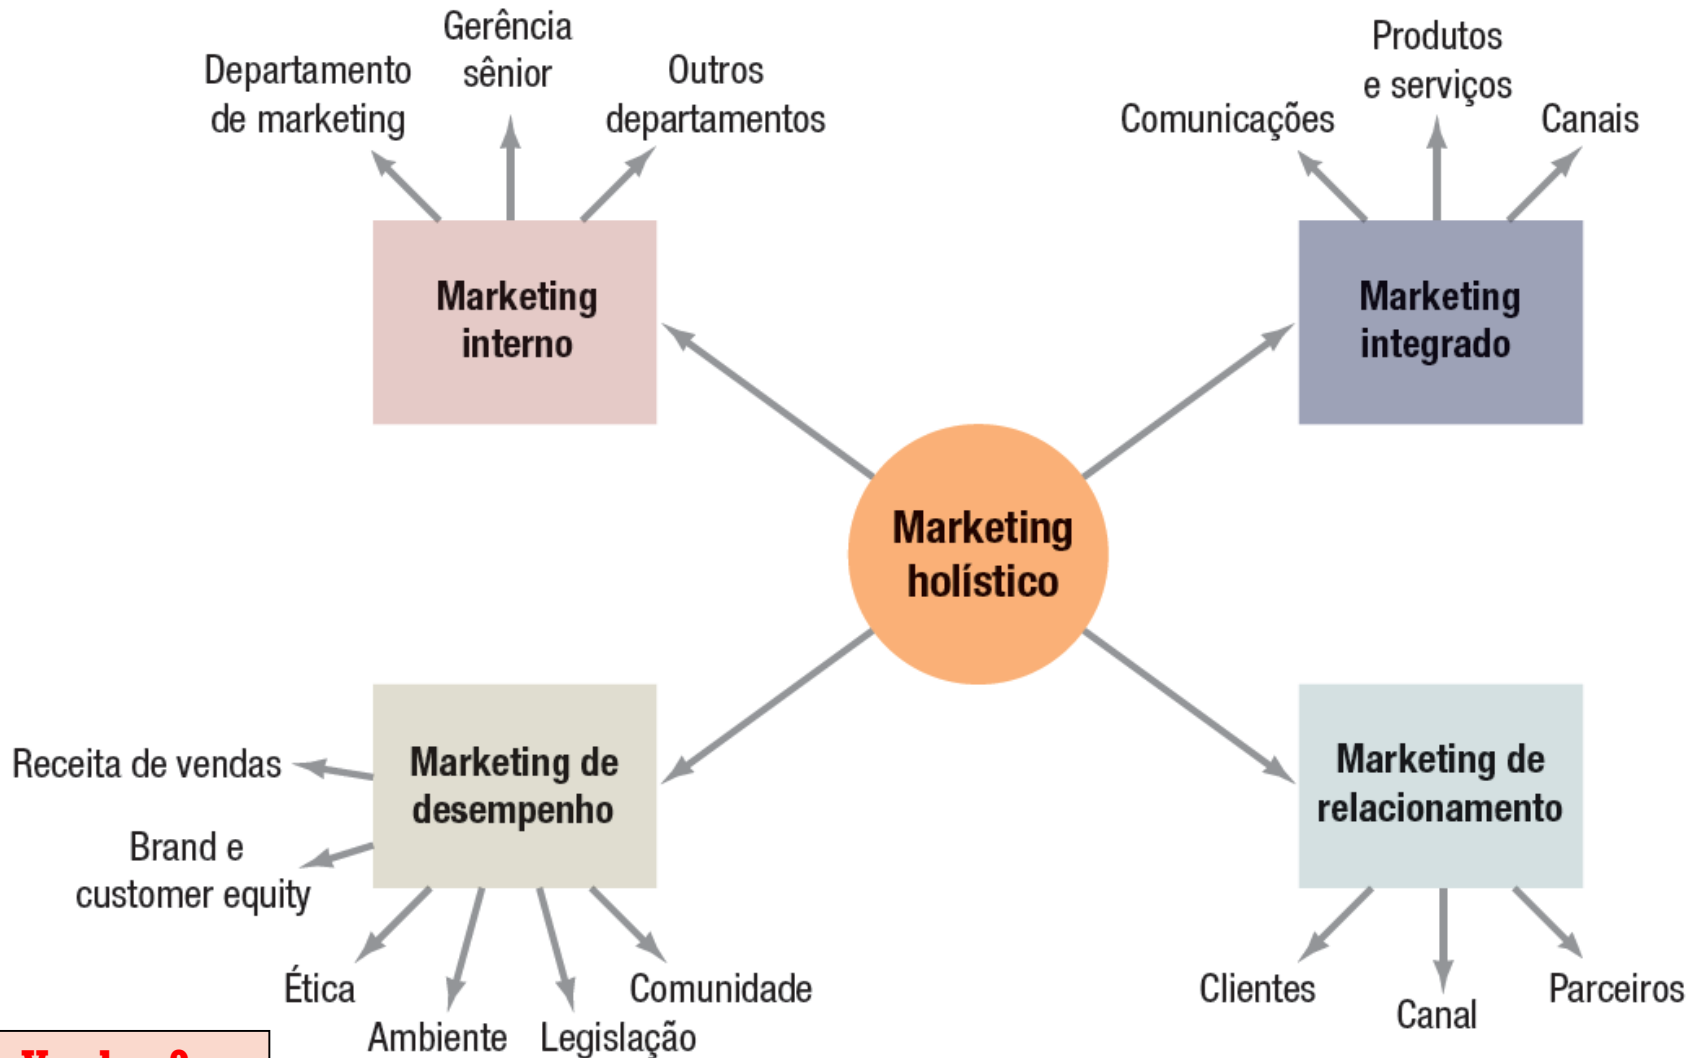 Departamento
de marketing
Gerência
sênior
Outros
departamentos
Marketing
interno
Comunicações
Produtos
e serviços
Canais
Marketing
integrado
Marketing
holístico
Marketing de
desempenho
Receita de vendas
Brand e
customer equity
Ética
Ambiente
Legislação
Comunidade
Marketing de
relacionamento
Clientes
Canal
Parceiros